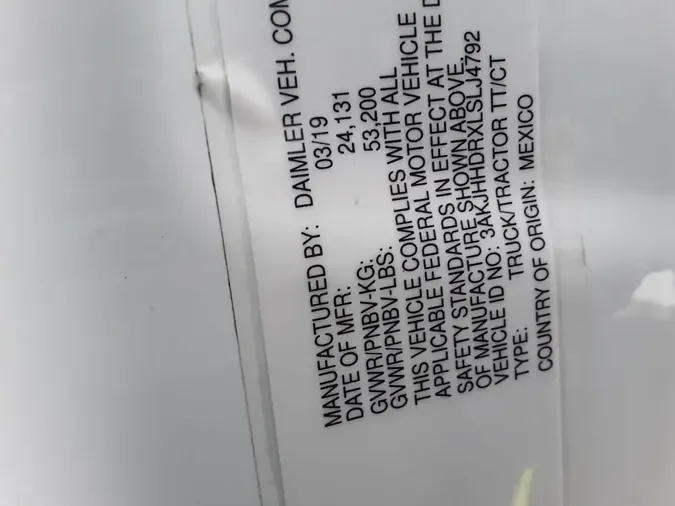 MANUFACTURED BY: DAIMLER VEH. COM
DATE OF MFR: 03/19
GVWR/PNBV-KG: 24,131
GVWR/PNBV-LBS: 53,200
THIS VEHICLE COMPLIES WITH ALL
APPLICABLE FEDERAL MOTOR VEHICLE
SAFETY STANDARDS IN EFFECT AT THE D
OF MANUFACTURE SHOWN ABOVE.
VEHICLE ID NO: 3AKJHHDRXLSLJ4792
TYPE: TRUCK/TRACTOR TT/CT
COUNTRY OF ORIGIN: MEXICO